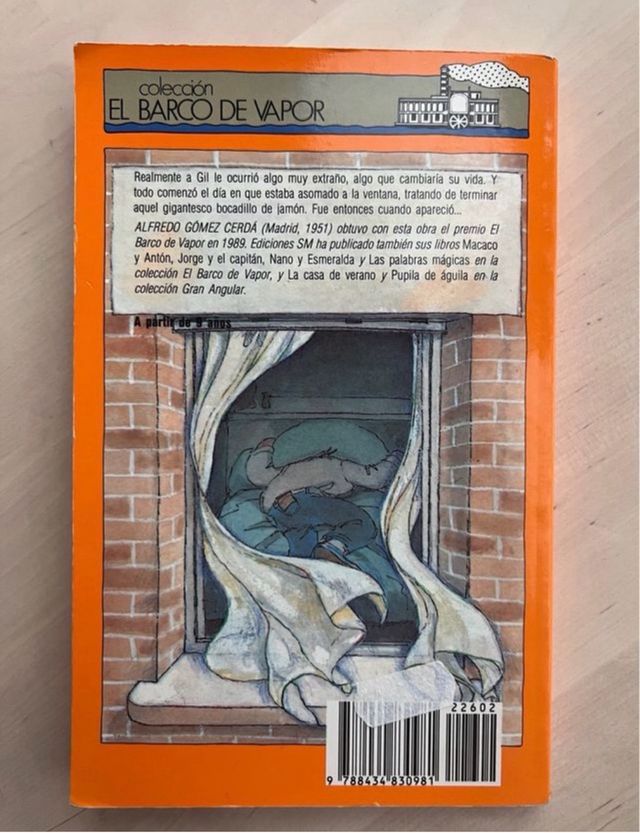 colección
EL BARCO DE VAPOR
Realmente a Gil le ocurrió algo muy extraño, algo que cambiaría su vida. Y
todo comenzó el día en que estaba asomado a la ventana, tratando de terminar
aquel gigantesco bocadillo de jamón. Fue entonces cuando apareció...
ALFREDO GÓMEZ CERDÁ (Madrid, 1951) obtuvo con esta obra el premio El
Barco de Vapor en 1989. Ediciones SM ha publicado también sus libros Macaco
y Antón, Jorge y el capitán, Nano y Esmeralda y Las palabras mágicas en la
colección El Barco de Vapor, y La casa de verano y Pupila de águila en la
colección Gran Angular.
A partir de 9 años
22602
9 788434 830981